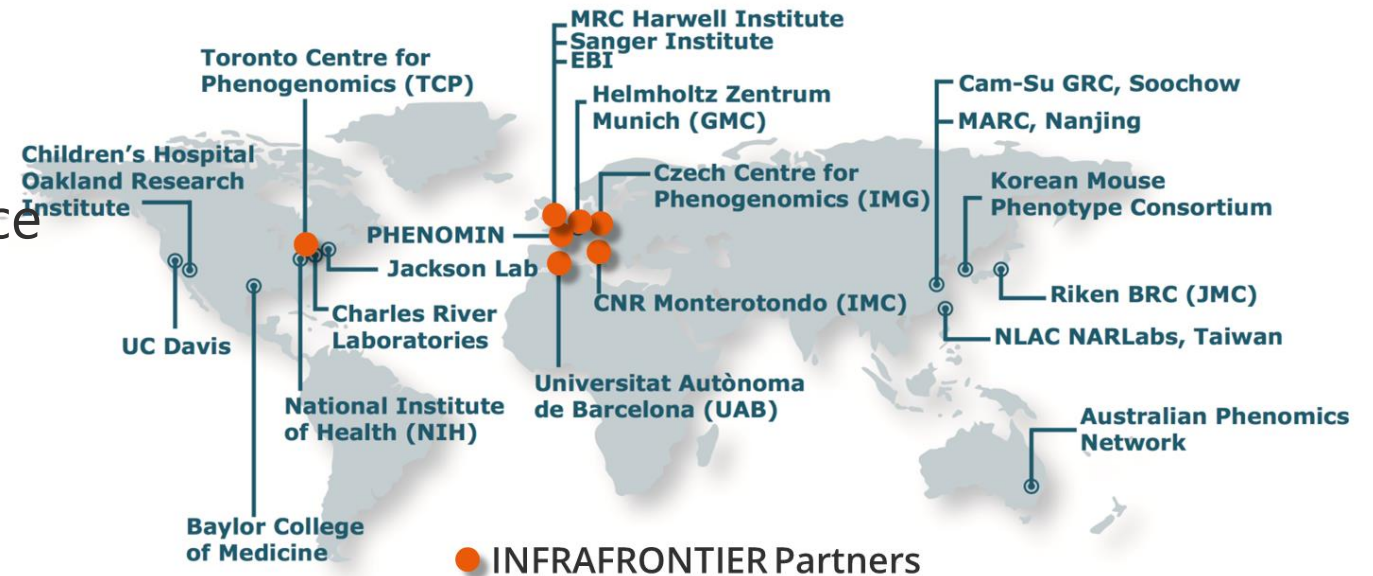 MRC Harwell Institute
Sanger Institute
EBI
Toronto Centre for
Phenogenomics (TCP)
Helmholtz Zentrum
Munich (GMC)
Cam-Su GRC, Soochow
MARC, Nanjing
Children's Hospital
Oakland Research
Institute
ce
Czech Centre for
Phenogenomics (IMG)
Korean Mouse
Phenotype Consortium
PHENOMIN
Jackson Lab
CNR Monterotondo (IMC)
Riken BRC (JMC)
Charles River
Laboratories
UC Davis
NLAC NARLabs, Taiwan
Universitat Autònoma
de Barcelona (UAB)
National Institute
of Health (NIH)
Australian Phenomics
Network
Baylor College
of Medicine
INFRAFRONTIER Partners